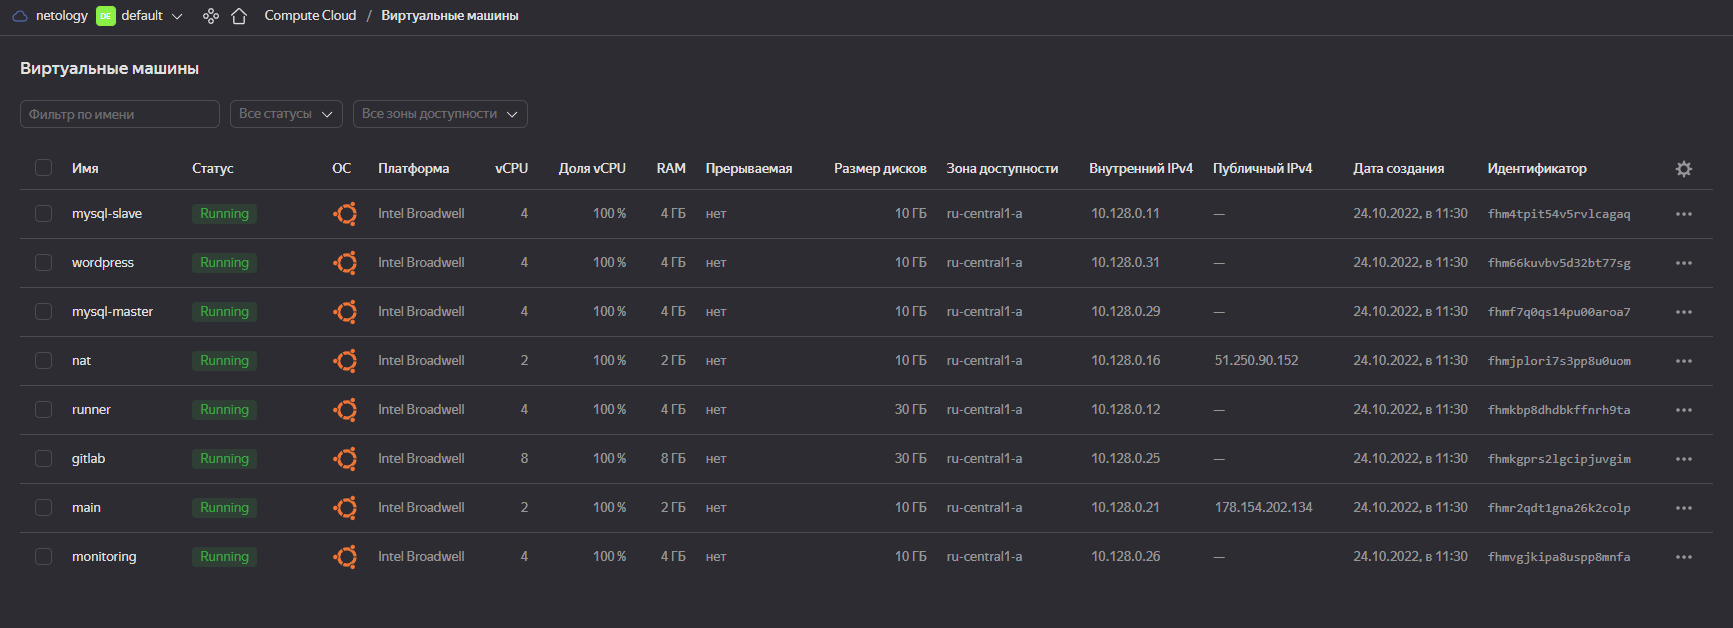 netology DE default Compute Cloud / Виртуальные машины
Виртуальные машины
Фильтр по имени Все статусы Все зоны доступности
Имя Статус ОС Платформа vCPU Доля vCPU RAM Прерываемая Размер дисков Зона доступности Внутренний IPv4 Публичный IPv4 Дата создания Идентификатор
mysql-slave Running Intel Broadwell 4 100 % 4 ГБ нет 10 ГБ ru-central1-a 10.128.0.11 — 24.10.2022, в 11:30 fhm4tpit54v5rvlcagaq
wordpress Running Intel Broadwell 4 100 % 4 ГБ нет 10 ГБ ru-central1-a 10.128.0.31 — 24.10.2022, в 11:30 fhm66kuvbv5d32bt77sg
mysql-master Running Intel Broadwell 4 100 % 4 ГБ нет 10 ГБ ru-central1-a 10.128.0.29 — 24.10.2022, в 11:30 fhmf7q0qs14pu00aroa7
nat Running Intel Broadwell 2 100 % 2 ГБ нет 10 ГБ ru-central1-a 10.128.0.16 51.250.90.152 24.10.2022, в 11:30 fhmjplori7s3pp8u0uom
runner Running Intel Broadwell 4 100 % 4 ГБ нет 30 ГБ ru-central1-a 10.128.0.12 — 24.10.2022, в 11:30 fhmkbp8dhdbkffnrh9ta
gitlab Running Intel Broadwell 8 100 % 8 ГБ нет 30 ГБ ru-central1-a 10.128.0.25 — 24.10.2022, в 11:30 fhmkgprs2lgcipjuvgim
main Running Intel Broadwell 2 100 % 2 ГБ нет 10 ГБ ru-central1-a 10.128.0.21 178.154.202.134 24.10.2022, в 11:30 fhmr2qdt1gna26k2colp
monitoring Running Intel Broadwell 4 100 % 4 ГБ нет 10 ГБ ru-central1-a 10.128.0.26 — 24.10.2022, в 11:30 fhmvgjkipa8uspp8mnfa